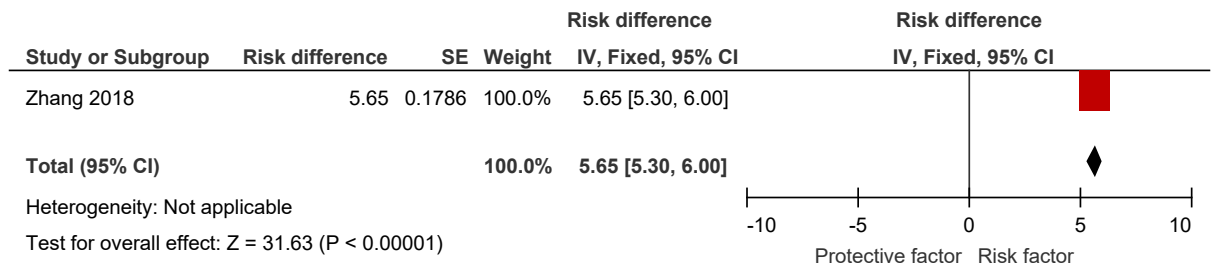 Risk difference Risk difference
Study or Subgroup Risk difference SE Weight IV, Fixed, 95% CI IV, Fixed, 95% CI
Zhang 2018 5.65 0.1786 100.0% 5.65 [5.30, 6.00]
Total (95% CI) 100.0% 5.65 [5.30, 6.00]
Heterogeneity: Not applicable
Test for overall effect: Z = 31.63 (P < 0.00001)
-10 -5 0 5 10
Protective factor Risk factor